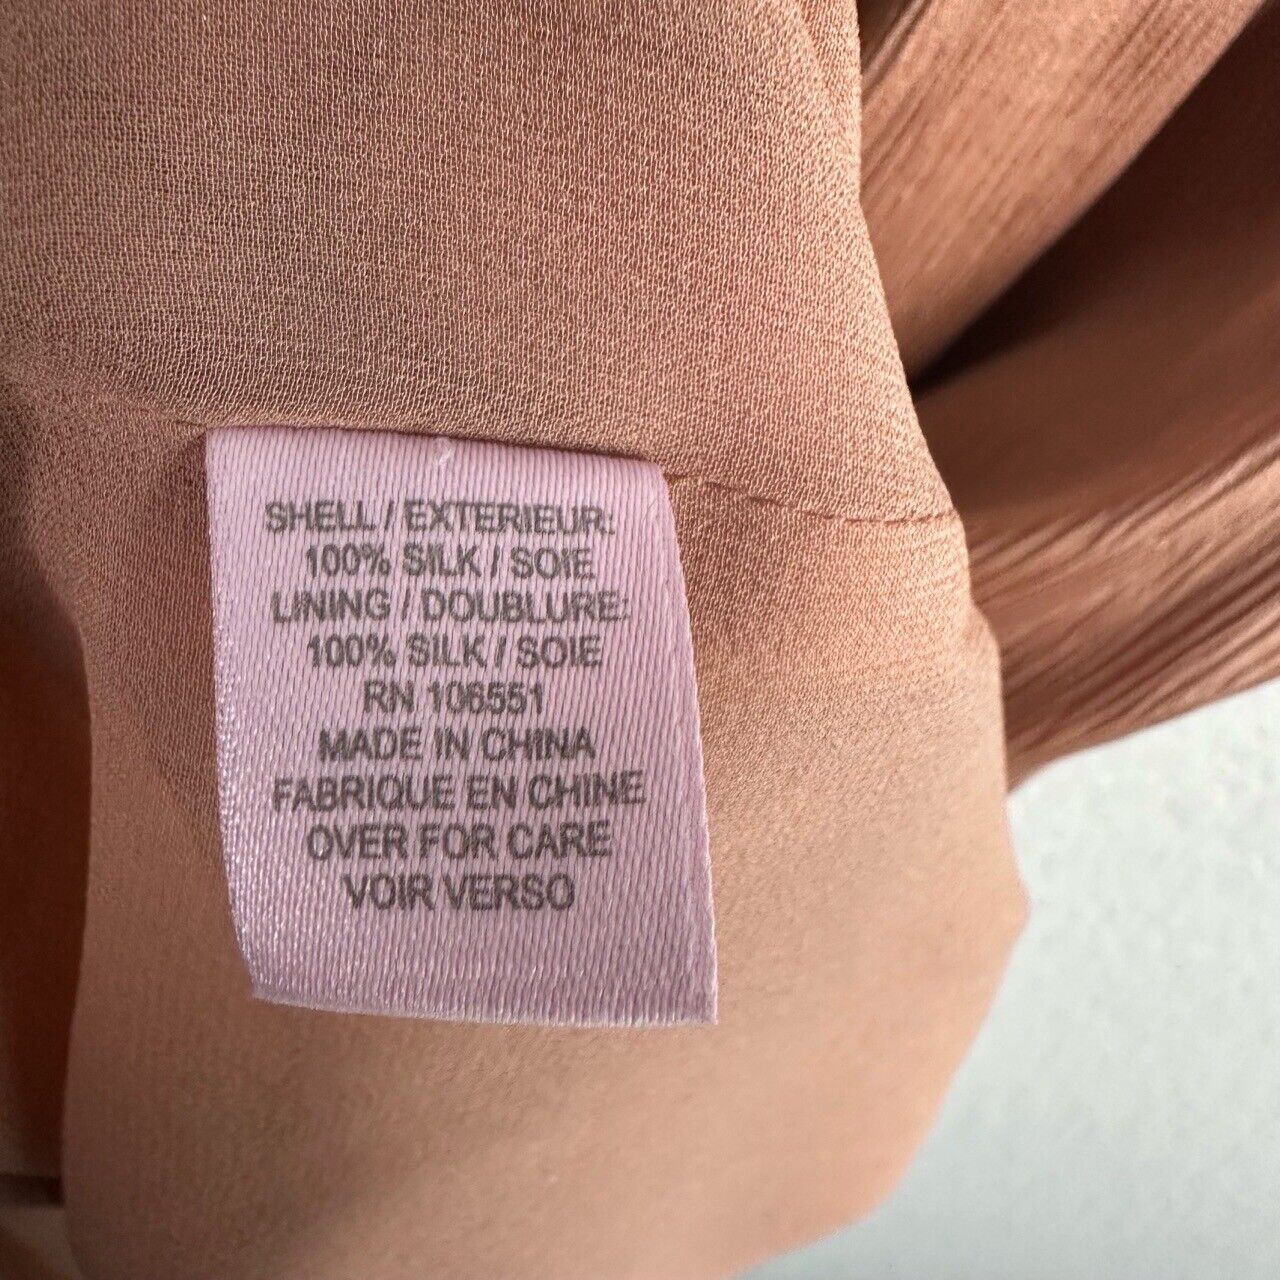 SHELL / EXTERIEUR:
100% SILK / SOIE
LINING / DOUBLURE:
100% SILK / SOIE
RN 106551
MADE IN CHINA
FABRIQUE EN CHINE
OVER FOR CARE
VOIR VERSO